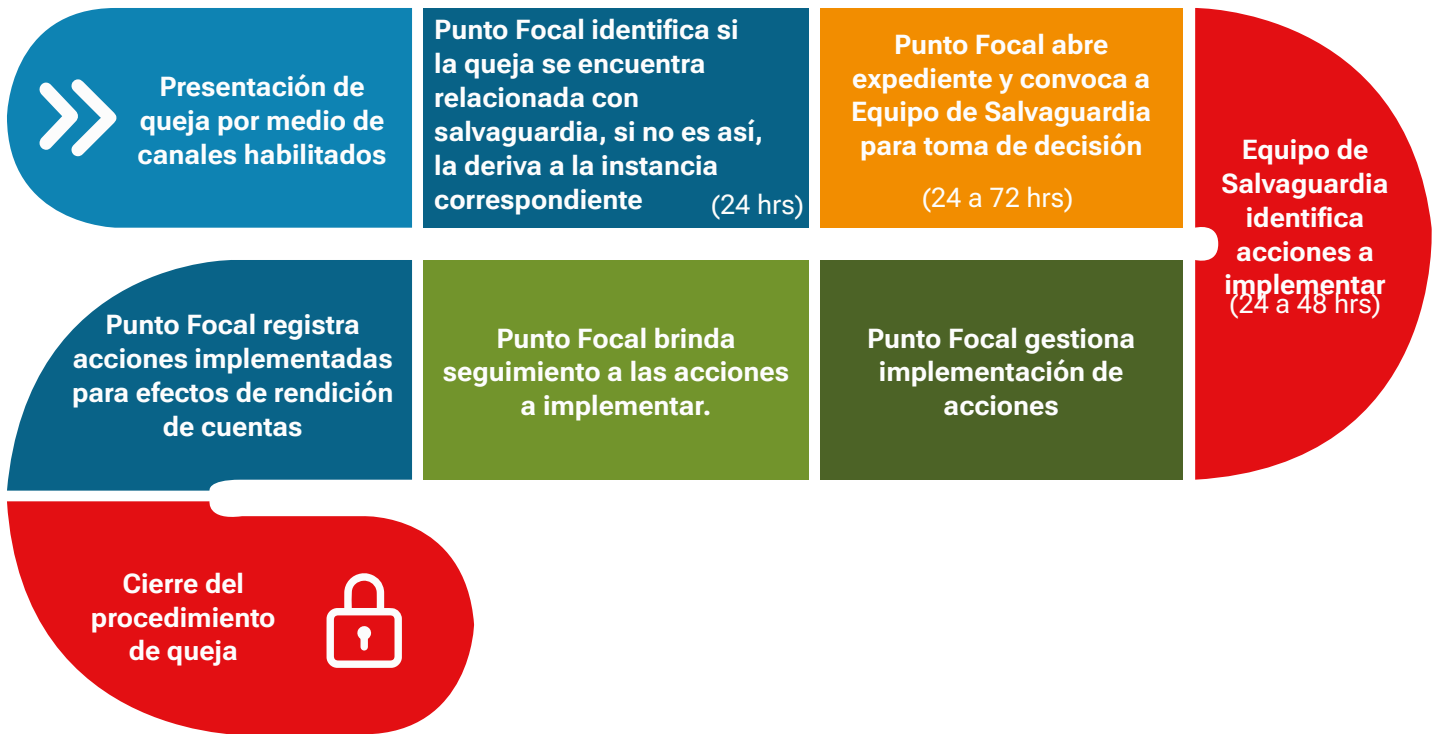 Presentación de
queja por medio de
canales habilitados
Punto Focal identifica si
la queja se encuentra
relacionada con
salvaguardia, si no es así,
la deriva a la instancia
correspondiente (24 hrs)
Punto Focal abre
expediente y convoca a
Equipo de Salvaguardia
para toma de decisión
(24 a 72 hrs)
Equipo de
Salvaguardia
identifica
acciones a
implementar
(24 a 48 hrs)
Punto Focal gestiona
implementación de
acciones
Punto Focal brinda
seguimiento a las acciones
a implementar.
Punto Focal registra
acciones implementadas
para efectos de rendición
de cuentas
Cierre del
procedimiento
de queja